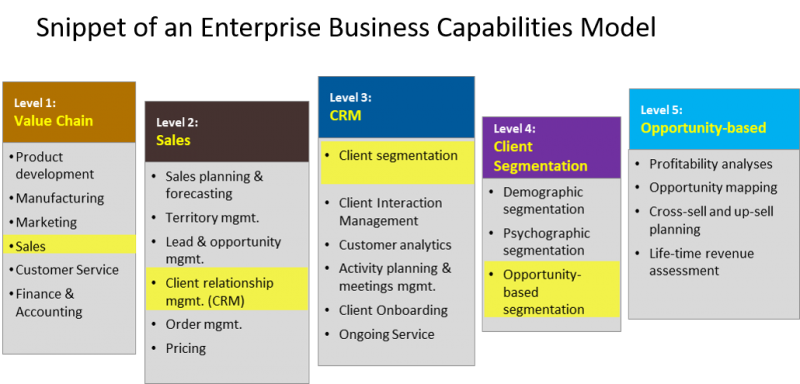 Snippet of an Enterprise Business Capabilities Model
Level 1:
Value Chain
• Product
development
• Manufacturing
• Marketing
• Sales
• Customer Service
• Finance &
Accounting
Level 2:
Sales
• Sales planning &
forecasting
• Territory mgmt.
• Lead & opportunity
mgmt.
• Client relationship
mgmt. (CRM)
• Order mgmt.
• Pricing
Level 3:
CRM
• Client segmentation
• Client Interaction
Management
• Customer analytics
• Activity planning &
meetings mgmt.
• Client Onboarding
• Ongoing Service
Level 4:
Client
Segmentation
• Demographic
segmentation
• Psychographic
segmentation
• Opportunity-
based
segmentation
Level 5:
Opportunity-based
• Profitability analyses
• Opportunity mapping
• Cross-sell and up-sell
planning
• Life-time revenue
assessment